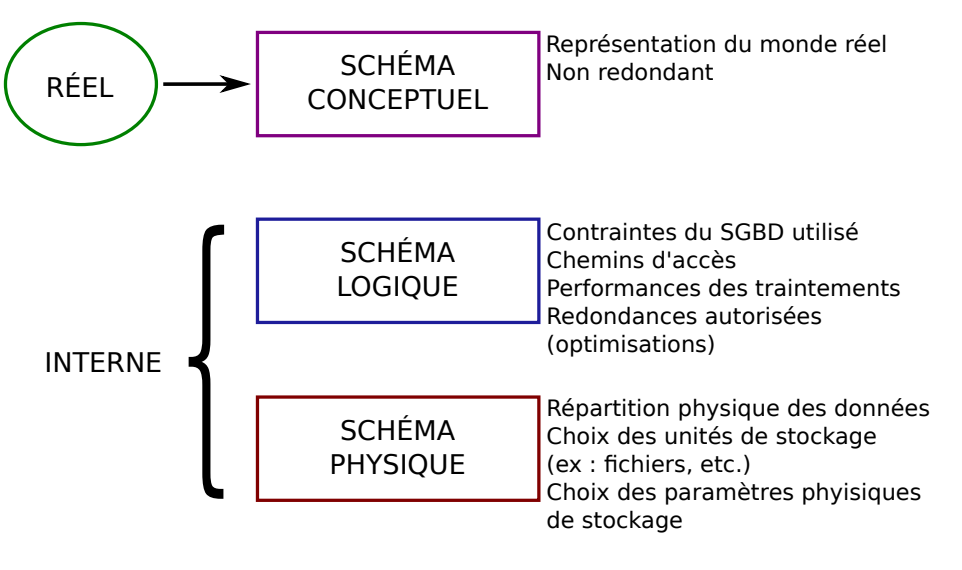 RÉEL
SCHÉMA
CONCEPTUEL
Représentation du monde réel
Non redondant
INTERNE
SCHÉMA
LOGIQUE
Contraintes du SGBD utilisé
Chemins d'accès
Performances des traintements
Redondances autorisées
(optimisations)
SCHÉMA
PHYSIQUE
Répartition physique des données
Choix des unités de stockage
(ex : fichiers, etc.)
Choix des paramètres phyisiques
de stockage